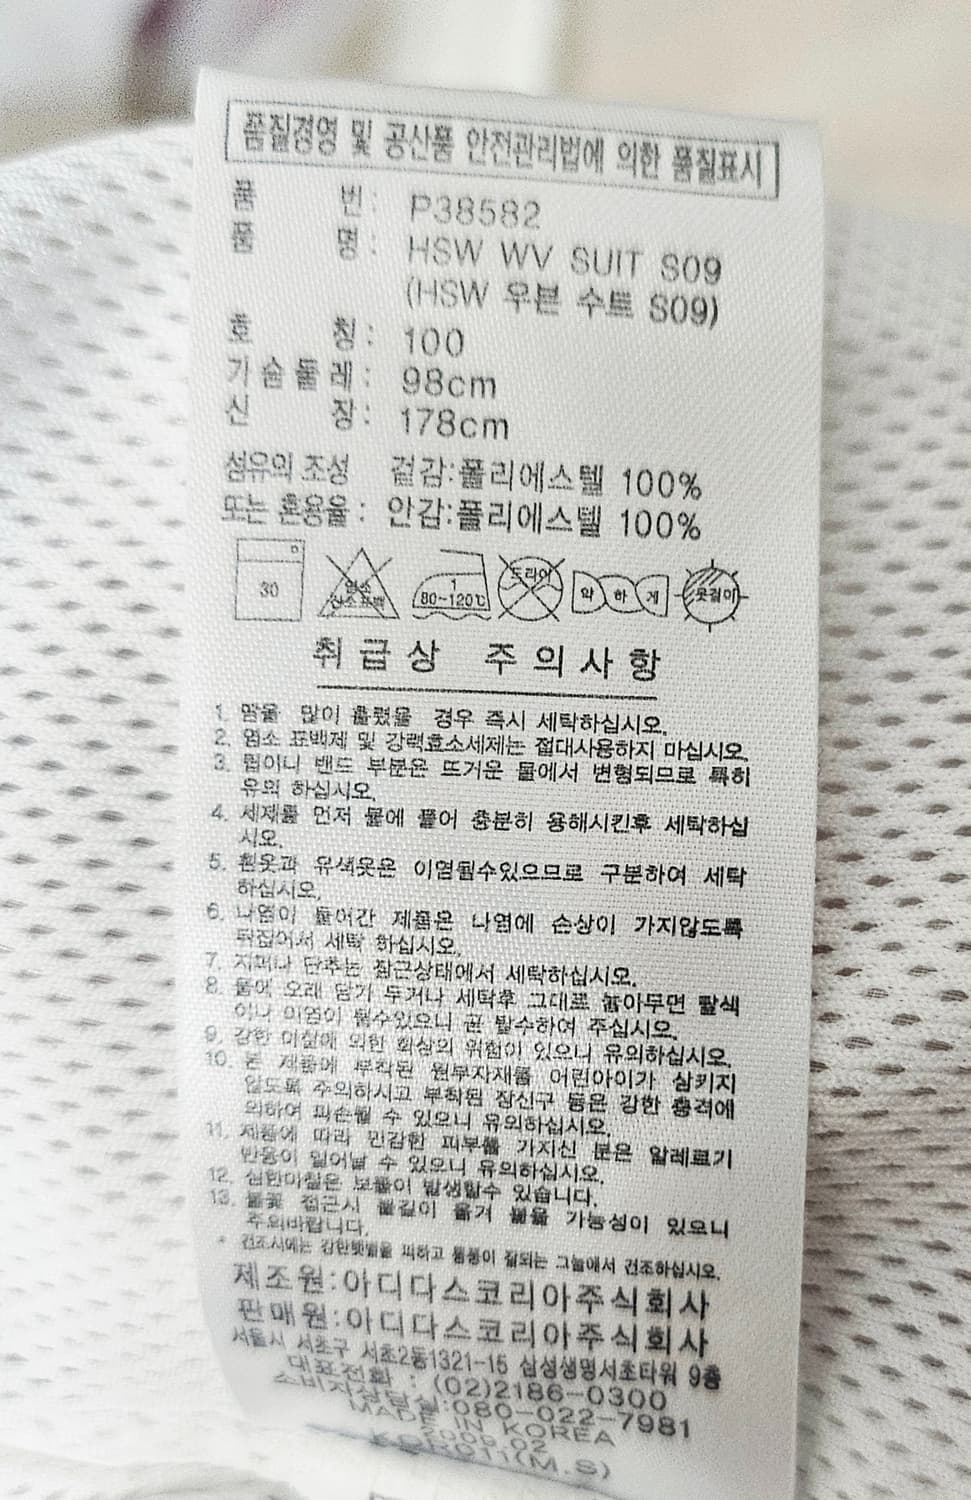 품질경영 및 공산품 안전관리법에 의한 품질표시
품 번 : P38582
품 명 : HSW WV SUIT S09
(HSW 우븐 수트 S09)
호 칭 : 100
가슴둘레 : 98cm
신 장 : 178cm
섬유의 조성 겉감:폴리에스텔 100%
또는 혼용율 : 안감:폴리에스텔 100%
30
염소
산소표백
1
80~120℃
드라이
약 하 게
옷걸이
취급상 주의사항
1. 땀을 많이 흘렸을 경우 즉시 세탁하십시오.
2. 염소 표백제 및 강력효소세제는 절대사용하지 마십시오.
3. 허리나 밴드 부분은 뜨거운 물에서 변형되므로 특히
유의 하십시오.
4. 세제를 먼저 물에 풀어 충분히 용해시킨후 세탁하십
시오.
5. 흰옷과 유색옷은 이염될수있으므로 구분하여 세탁
하십시오.
6. 나염이 들어간 제품은 나염에 손상이 가지않도록
뒤집어서 세탁 하십시오.
7. 지퍼나 단추는 잠근상태에서 세탁하십시오.
8. 물에 오래 담가 두거나 세탁후 그대로 놓아두면 탈색
이나 이염이 될수있으니 곧 탈수하여 주십시오.
9. 강한 마찰에 의한 화상의 위험이 있으니 유의하십시오.
10. 본 제품에 부착된 원부자재를 어린아이가 삼키지
않도록 주의하시고 부착된 장신구 등은 강한 충격에
의하여 파손될 수 있으니 유의하십시오.
11. 제품에 따라 민감한 피부를 가지신 분은 알레르기
반응이 일어날 수 있으니 유의하십시오.
12. 심한마찰은 보풀이 발생할수 있습니다.
13. 불꽃 접근시 불길이 옮겨 붙을 가능성이 있으니
주의바랍니다.
* 건조시에는 강한햇볕을 피하고 통풍이 잘되는 그늘에서 건조하십시오.
제조원:아디다스코리아주식회사
판매원:아디다스코리아주식회사
서울시 서초구 서초2동1321-15 삼성생명서초타워 9층
대표전화 : (02)2186-0300
소비자상담실:080-022-7981
MADE IN KOREA
(M.S)